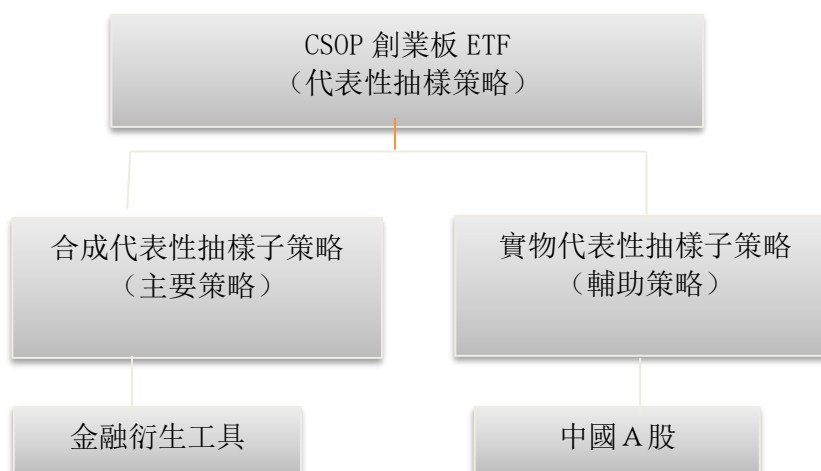 CSOP 創業板 ETF
（代表性抽樣策略）
合成代表性抽樣子策略
（主要策略）
實物代表性抽樣子策略
（輔助策略）
金融衍生工具
中國A股